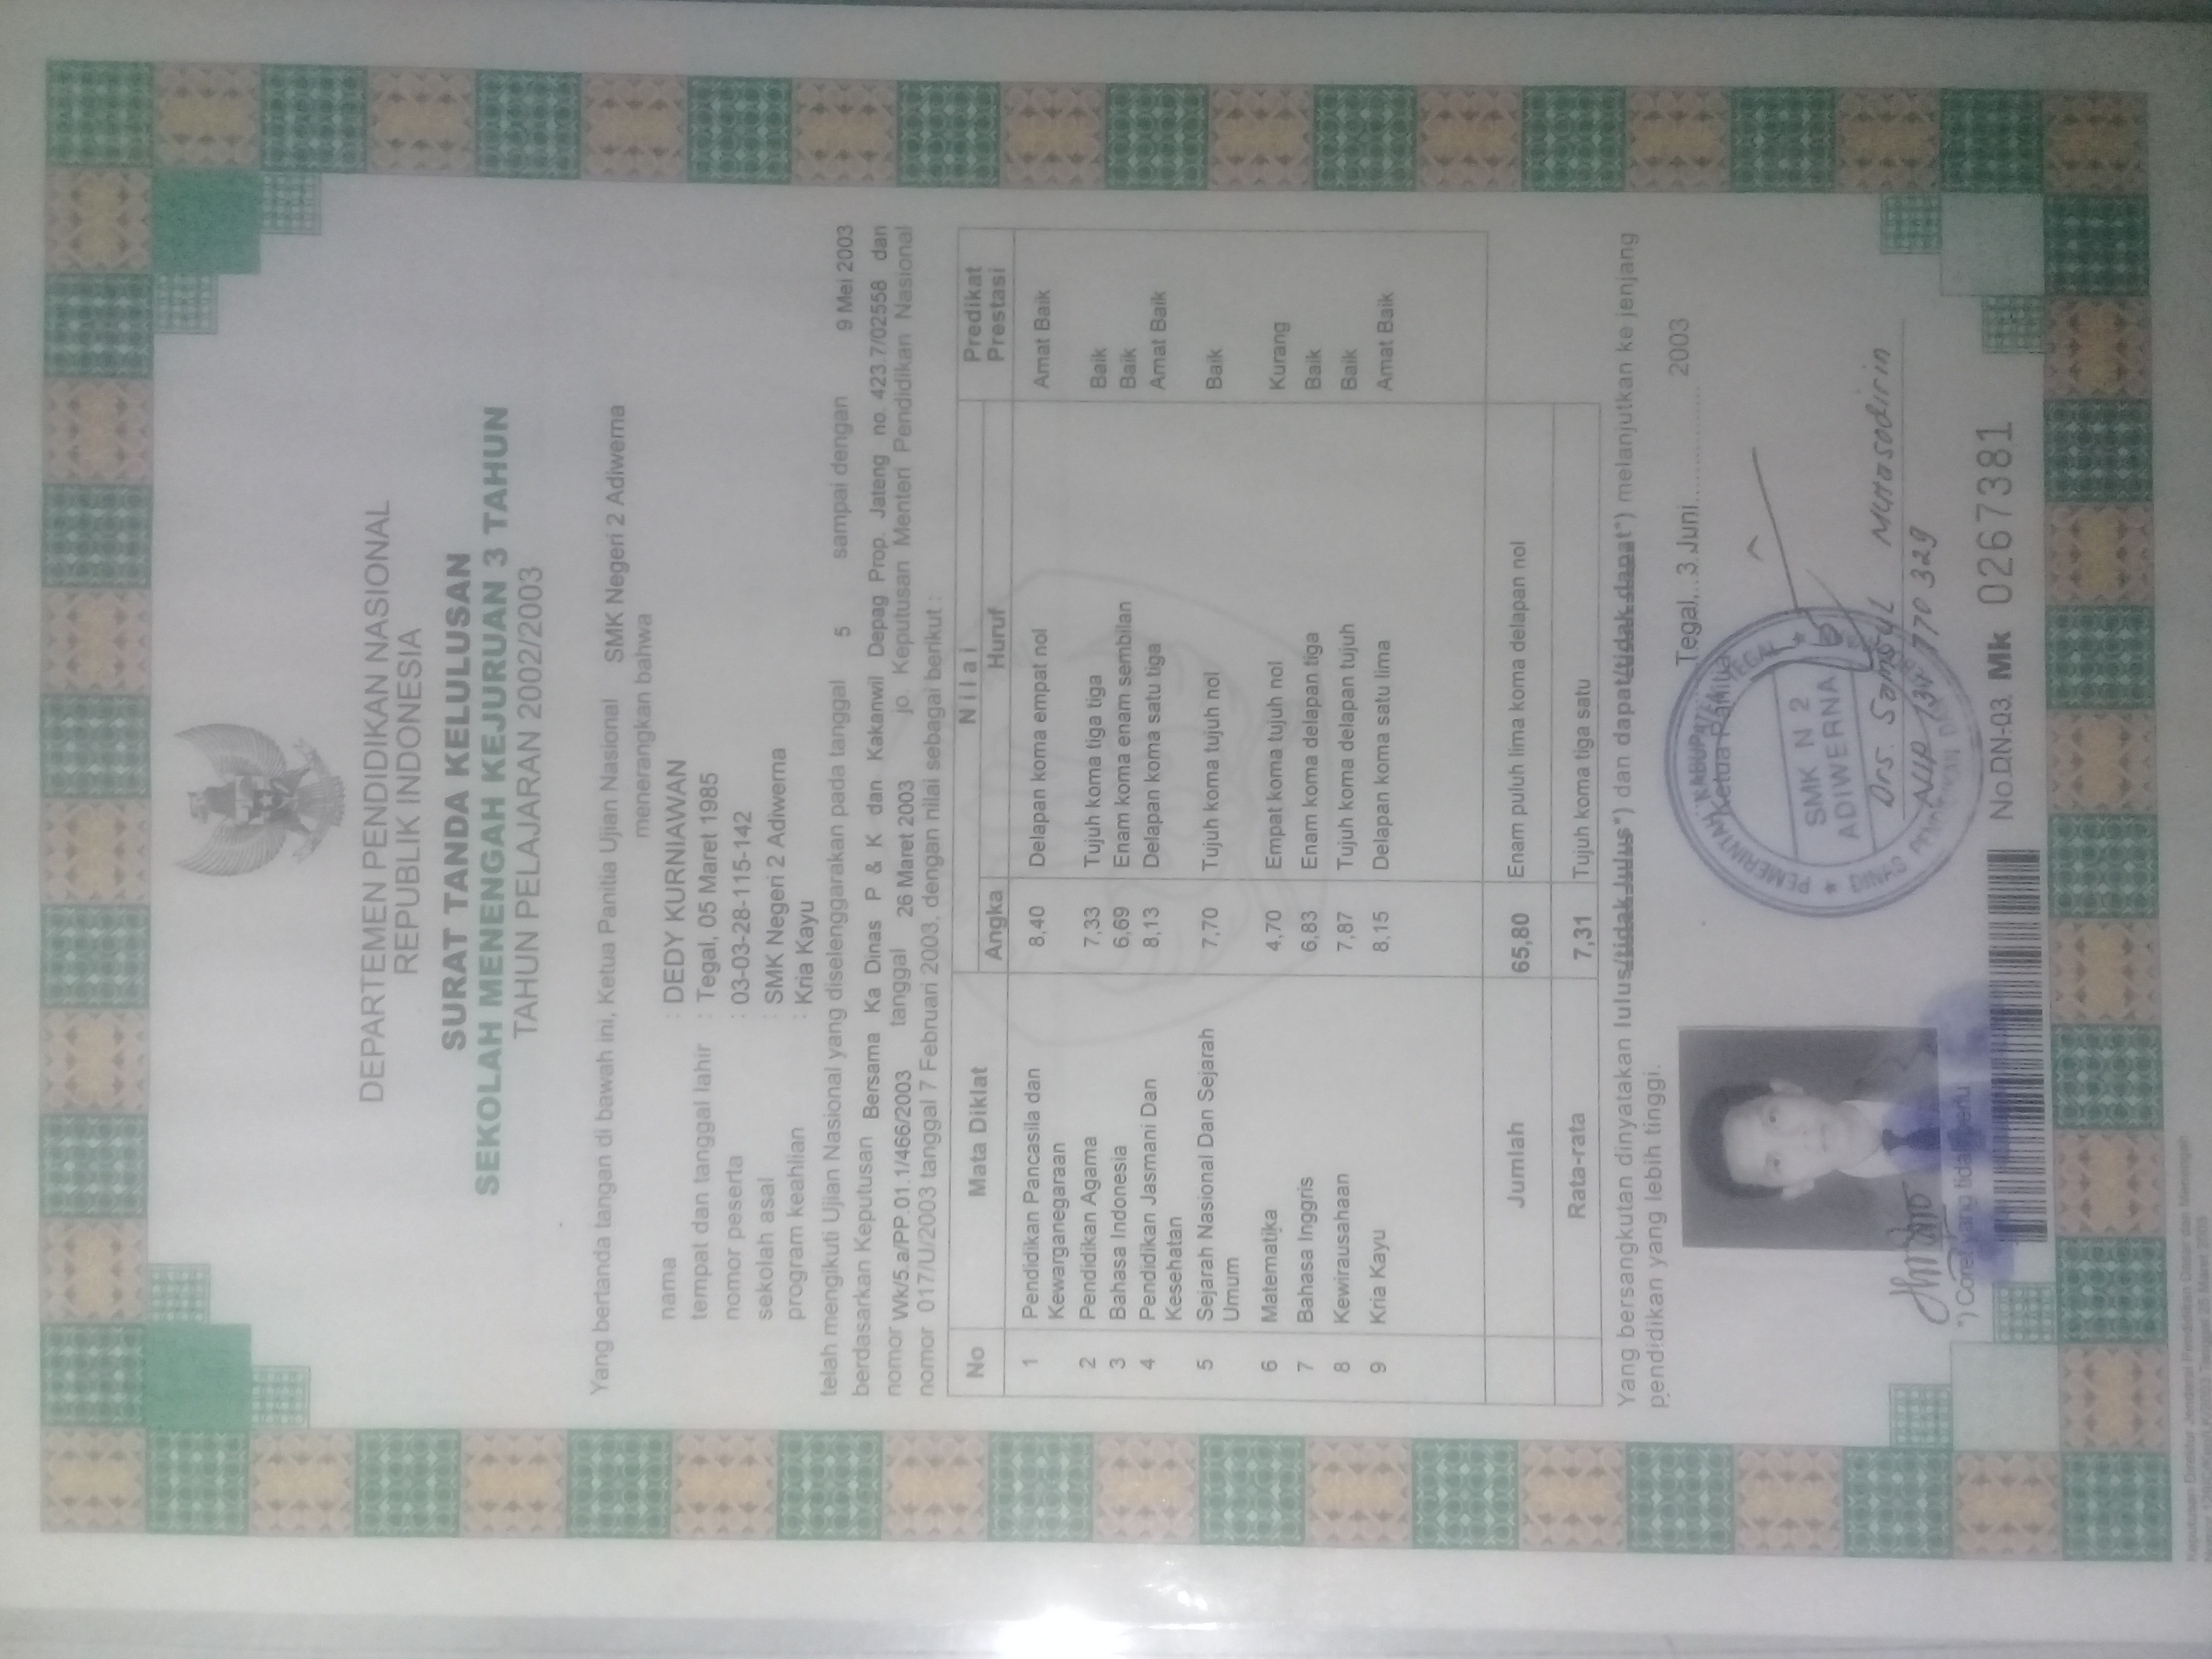 DEPARTEMEN PENDIDIKAN NASIONAL
REPUBLIK INDONESIA
SURAT TANDA KELULUSAN
SEKOLAH MENENGAH KEJURUAN 3 TAHUN
TAHUN PELAJARAN 2002/2003
Yang bertanda tangan di bawah ini, Ketua Panitia Ujian Nasional SMK Negeri 2 Adiwerna
menerangkan bahwa
nama : DEDY KURNIAWAN
tempat dan tanggal lahir : Tegal, 05 Maret 1985
nomor peserta : 03-03-28-115-142
sekolah asal : SMK Negeri 2 Adiwerna
program keahlian : Kria Kayu
telah mengikuti Ujian Nasional yang diselenggarakan pada tanggal 5 sampai dengan 9 Mei 2003
berdasarkan Keputusan Bersama Ka Dinas P & K dan Kakanwil Depag Prop. Jateng no. 423.7/02558 dan
nomor Wk/5.a/PP.01.1/466/2003 tanggal 26 Maret 2003 jo. Keputusan Menteri Pendidikan Nasional
nomor 017/U/2003 tanggal 7 Februari 2003, dengan nilai sebagai berikut :
No Mata Diklat Nilai Predikat Prestasi
Angka Huruf
1 Pendidikan Pancasila dan Kewarganegaraan 8,40 Delapan koma empat nol Amat Baik
2 Pendidikan Agama 7,33 Tujuh koma tiga tiga Baik
3 Bahasa Indonesia 6,69 Enam koma enam sembilan Baik
4 Pendidikan Jasmani Dan Kesehatan 8,13 Delapan koma satu tiga Amat Baik
5 Sejarah Nasional Dan Sejarah Umum 7,70 Tujuh koma tujuh nol Baik
6 Matematika 4,70 Empat koma tujuh nol Kurang
7 Bahasa Inggris 6,83 Enam koma delapan tiga Baik
8 Kewirausahaan 7,87 Tujuh koma delapan tujuh Baik
9 Kria Kayu 8,15 Delapan koma satu lima Amat Baik
Jumlah 65,80 Enam puluh lima koma delapan nol
Rata-rata 7,31 Tujuh koma tiga satu
Yang bersangkutan dinyatakan lulus/tidak lulus*) dan dapat/tidak dapat*) melanjutkan ke jenjang
pendidikan yang lebih tinggi.
Tegal, 3 Juni 2003
Ketua Panitia
PEMERINTAH KABUPATEN TEGAL
SMK N 2
ADIWERNA
DINAS PENDIDIKAN DAN
Drs. Samsul Mutasodirin
NIP 131 770 329
*) Coret yang tidak perlu
No.DN-03 Mk 0267381
Keputusan Direktur Jenderal Pendidikan Dasar dan Menengah
Tanggal 25 Maret 2003